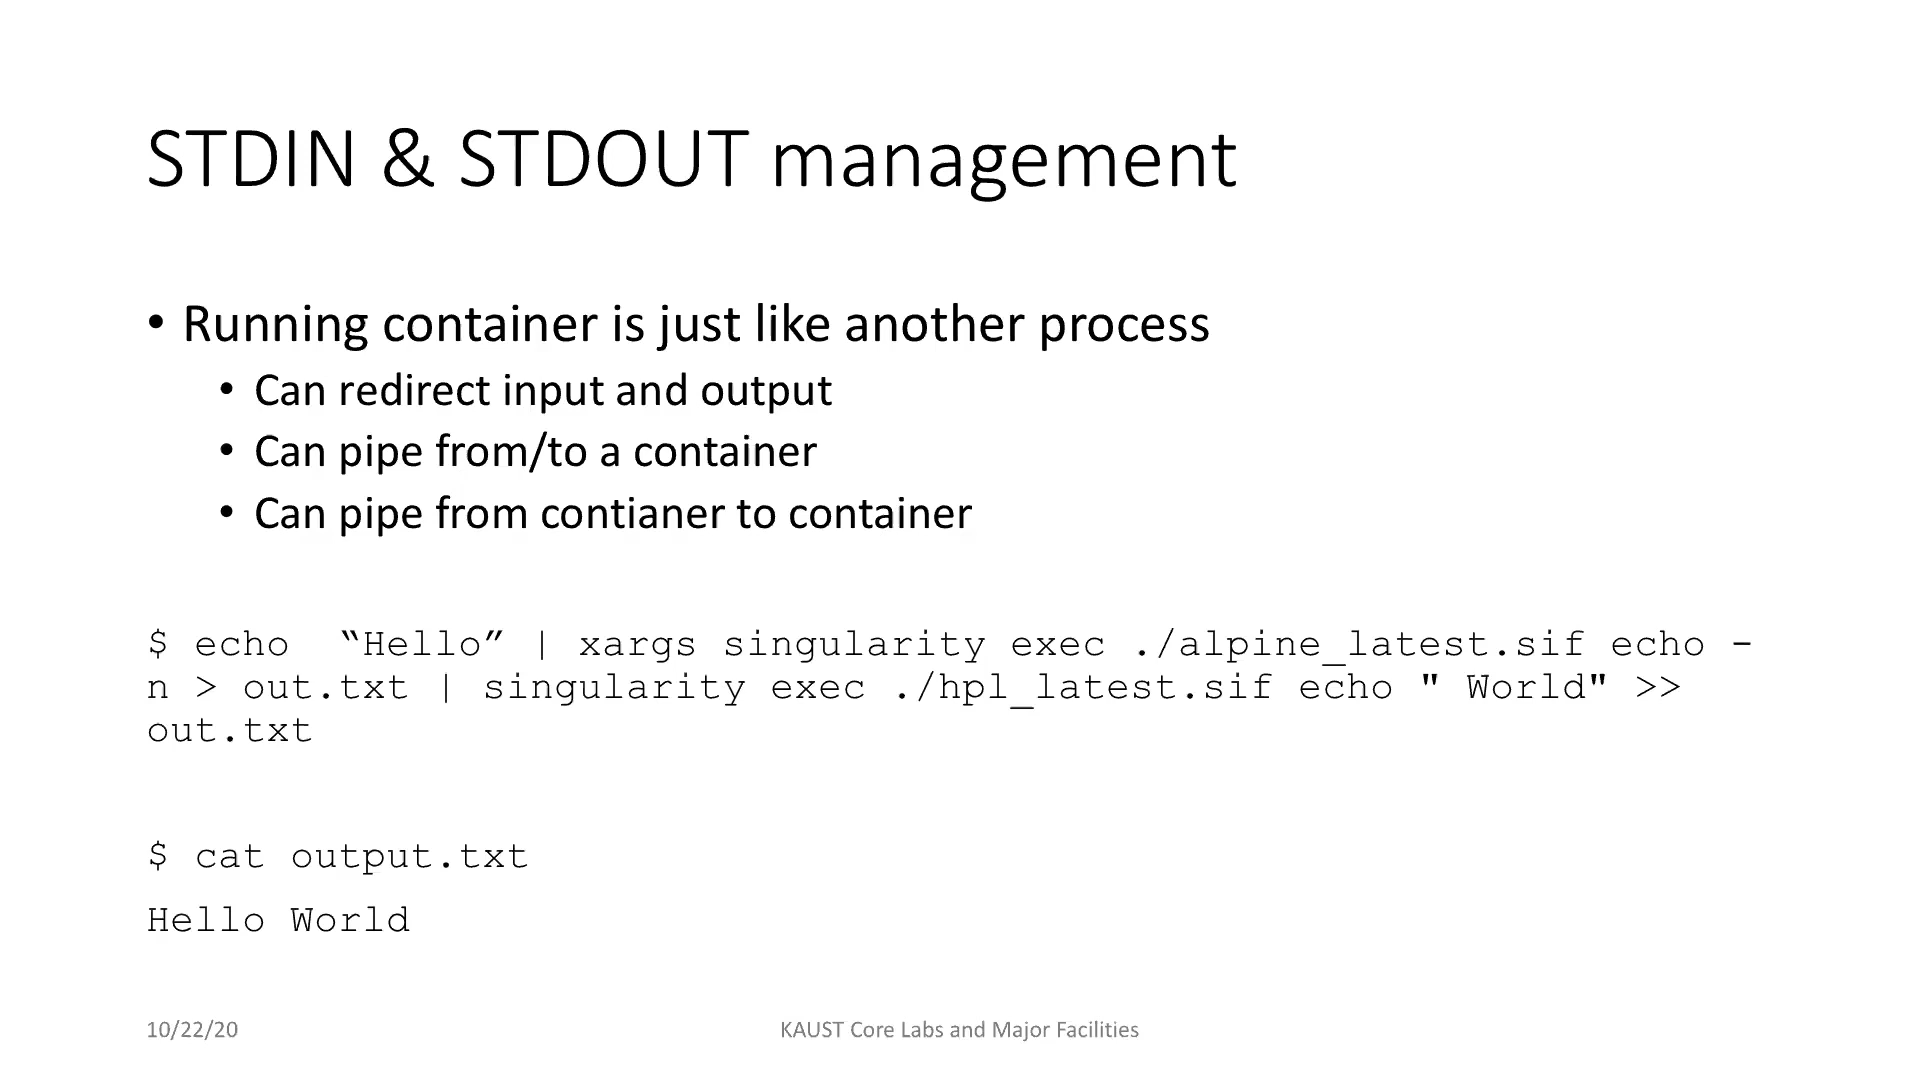 STDIN & STDOUT management
• Running container is just like another process
• Can redirect input and output
• Can pipe from/to a container
• Can pipe from contianer to container
$ echo  “Hello” | xargs singularity exec ./alpine_latest.sif echo -
n > out.txt | singularity exec ./hpl_latest.sif echo " World" >>
out.txt
$ cat output.txt
Hello World
10/22/20
KAUST Core Labs and Major Facilities